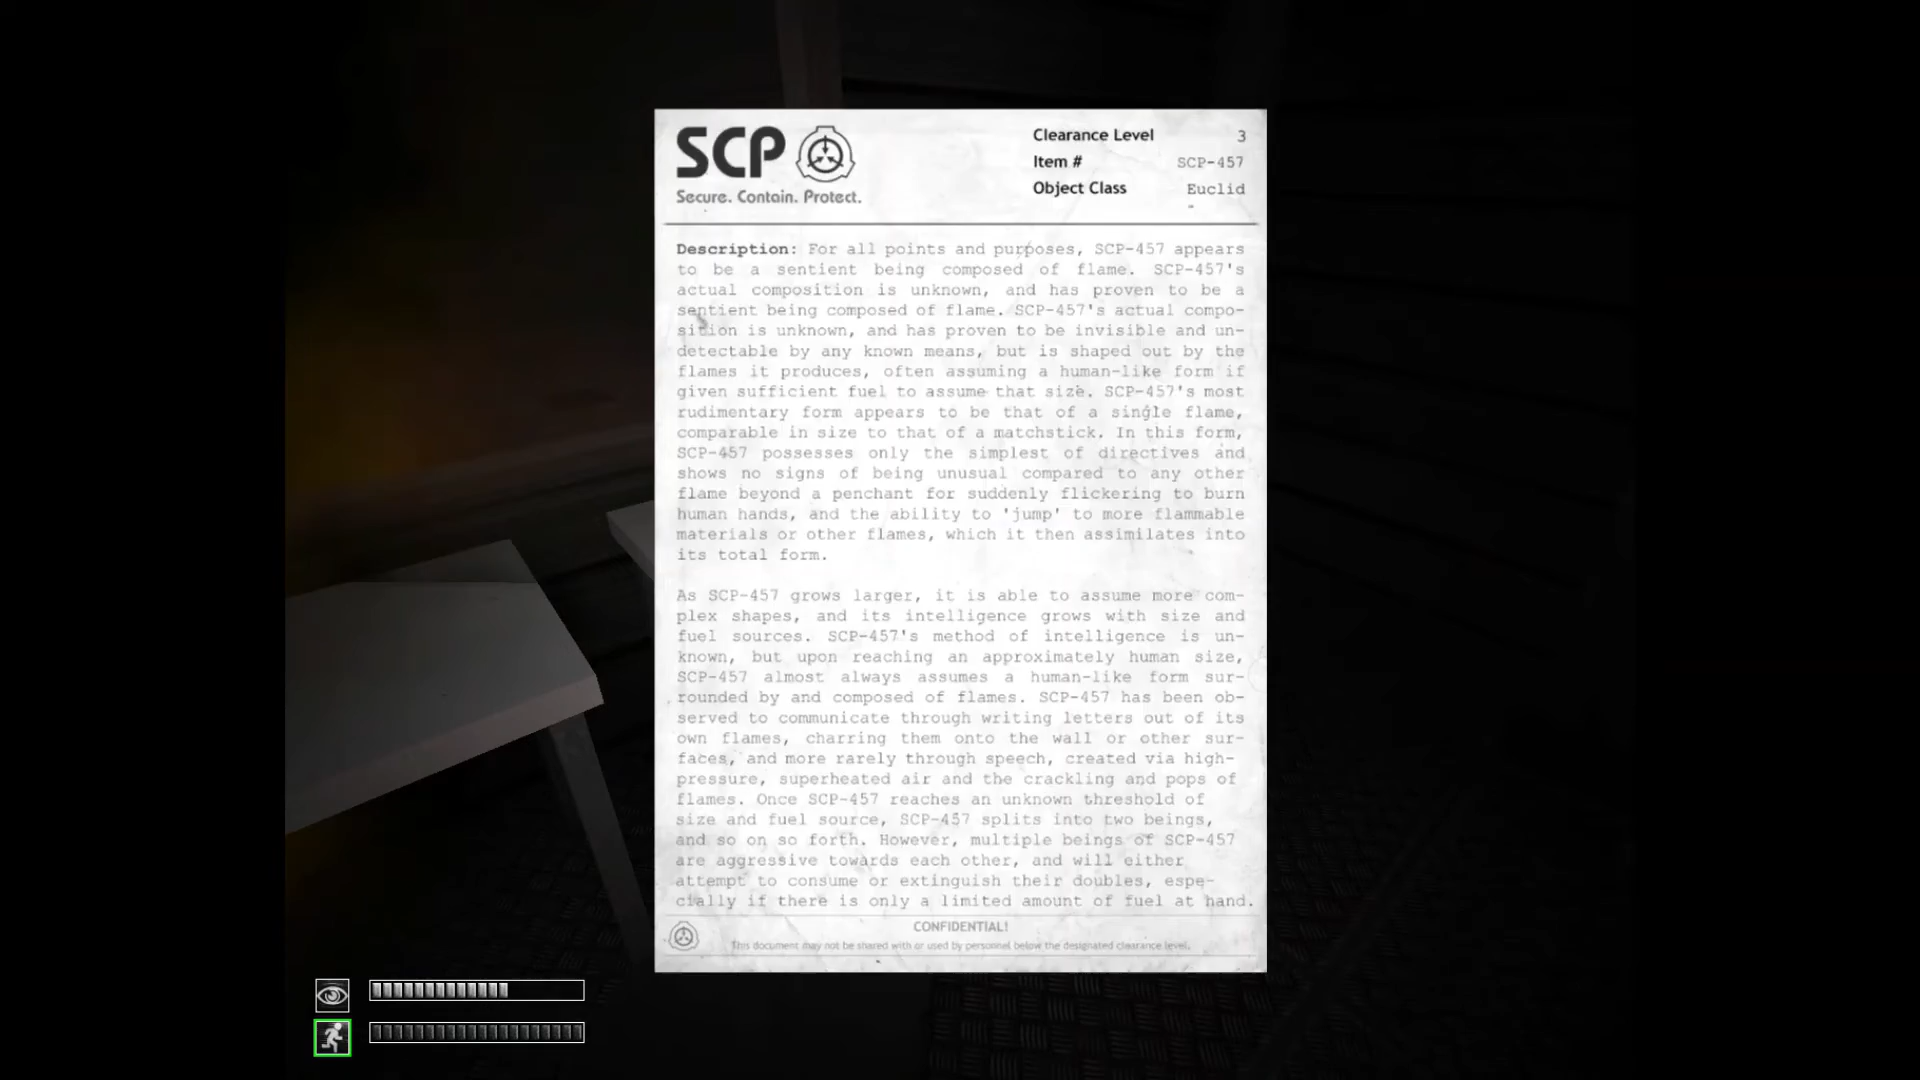 SCP
Secure. Contain. Protect.
Clearance Level 3
Item # SCP-457
Object Class Euclid
Description: For all points and purposes, SCP-457 appears
to be a sentient being composed of flame. SCP-457's
actual composition is unknown, and has proven to be a
sentient being composed of flame. SCP-457's actual compo-
sition is unknown, and has proven to be invisible and un-
detectable by any known means, but is shaped out by the
flames it produces, often assuming a human-like form if
given sufficient fuel to assume that size. SCP-457's most
rudimentary form appears to be that of a single flame,
comparable in size to that of a matchstick. In this form,
SCP-457 possesses only the simplest of directives and
shows no signs of being unusual compared to any other
flame beyond a penchant for suddenly flickering to burn
human hands, and the ability to 'jump' to more flammable
materials or other flames, which it then assimilates into
its total form.
As SCP-457 grows larger, it is able to assume more com-
plex shapes, and its intelligence grows with size and
fuel sources. SCP-457's method of intelligence is un-
known, but upon reaching an approximately human size,
SCP-457 almost always assumes a human-like form sur-
rounded by and composed of flames. SCP-457 has been ob-
served to communicate through writing letters out of its
own flames, charring them onto the wall or other sur-
faces, and more rarely through speech, created via high-
pressure, superheated air and the crackling and pops of
flames. Once SCP-457 reaches an unknown threshold of
size and fuel source, SCP-457 splits into two beings,
and so on so forth. However, multiple beings of SCP-457
are aggressive towards each other, and will either
attempt to consume or extinguish their doubles, espe-
cially if there is only a limited amount of fuel at hand.
CONFIDENTIAL!
This document may not be shared with or used by personnel below the designated clearance level.